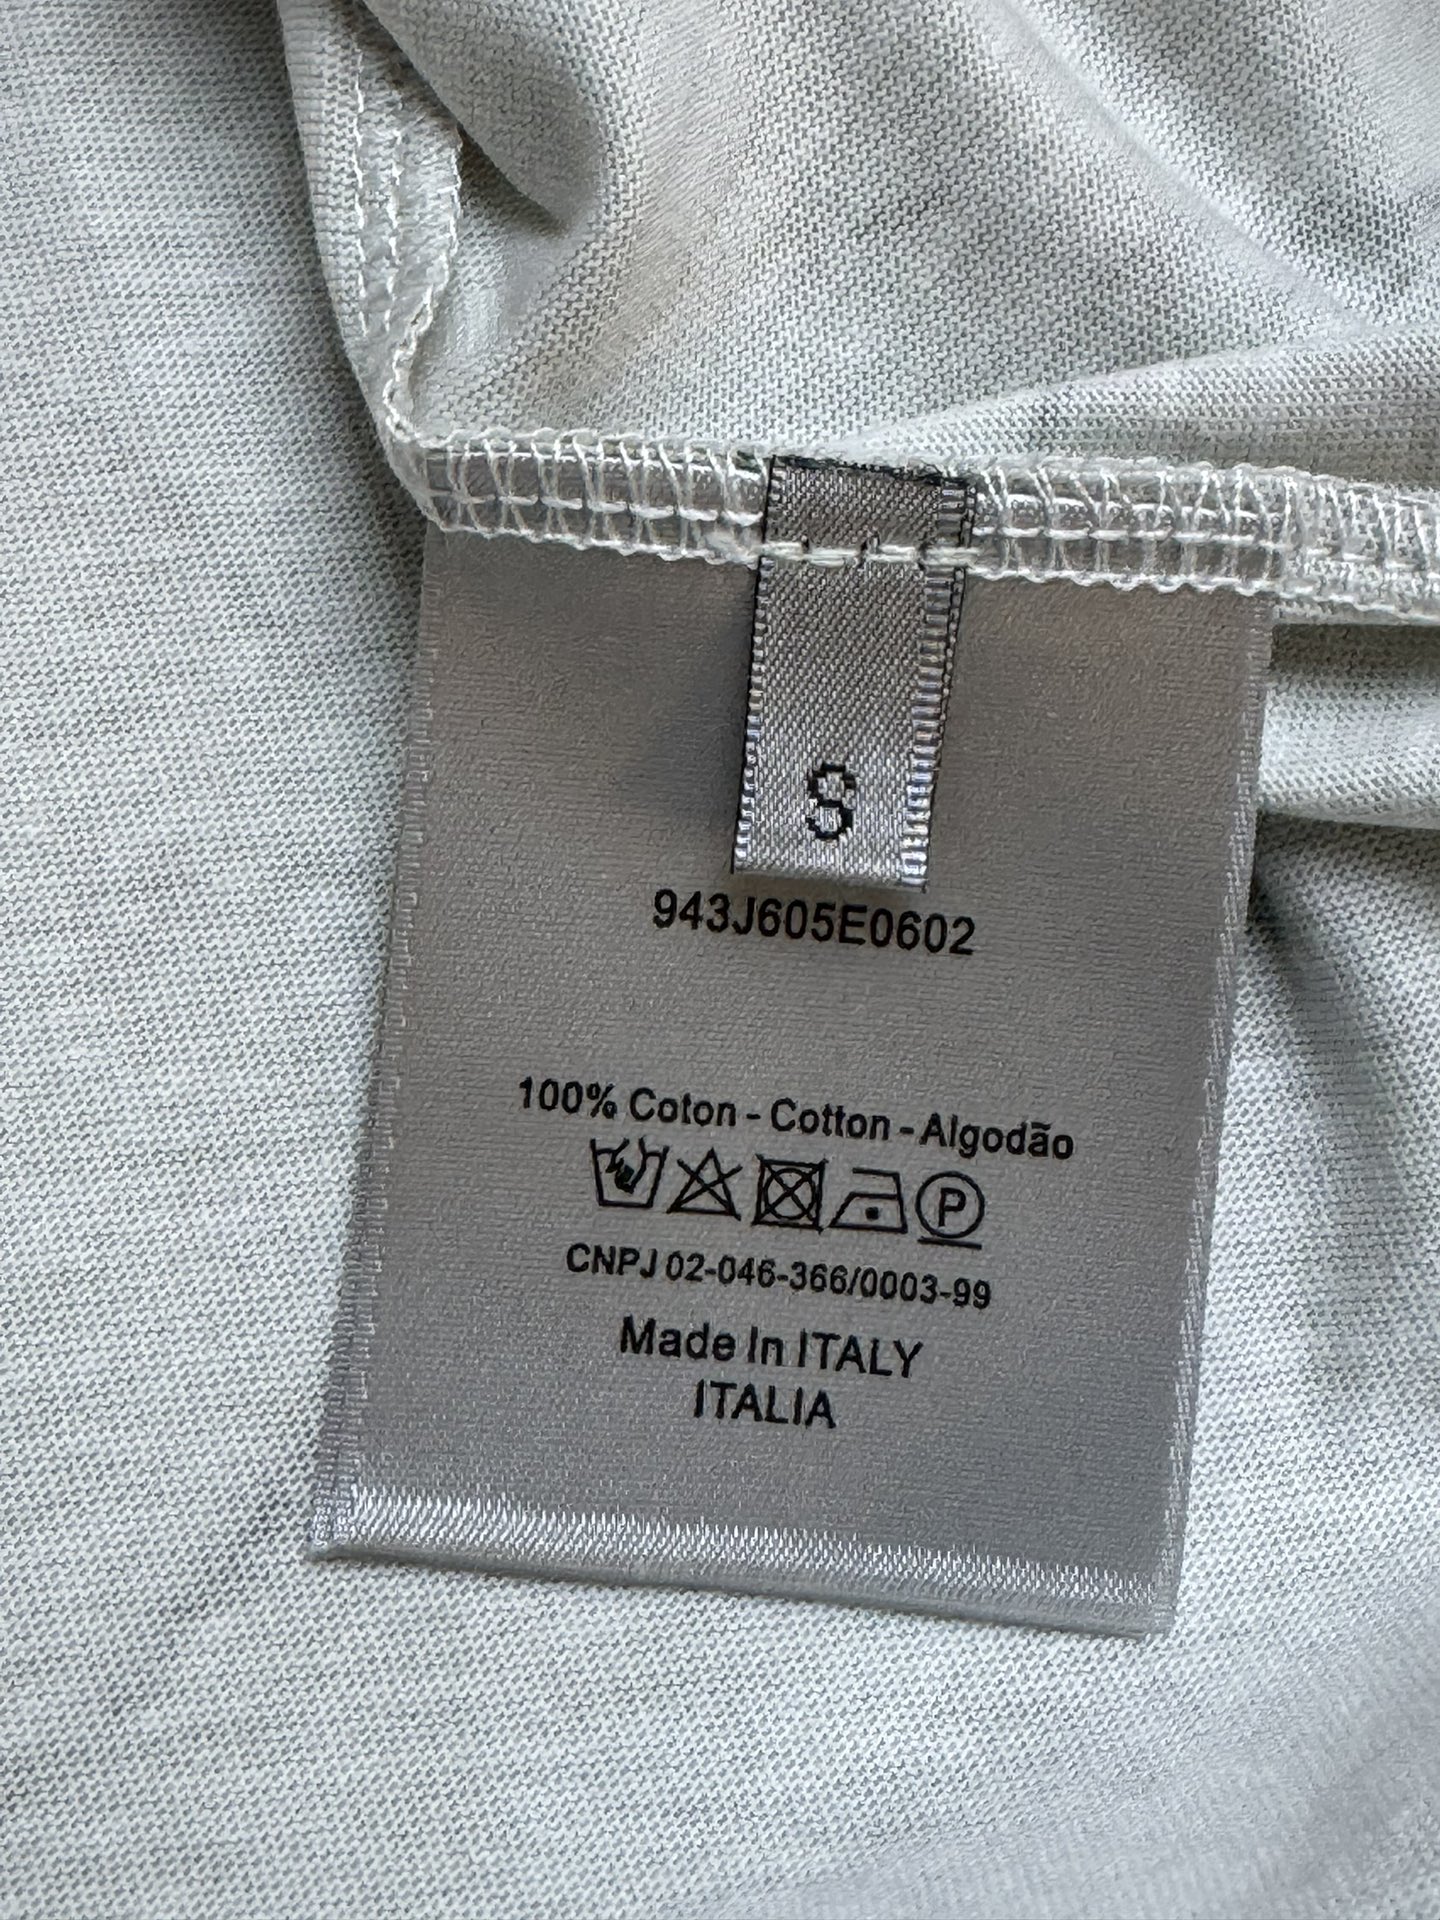 S
943J605E0602
100% Coton - Cotton - Algodão
P
CNPJ 02-046-366/0003-99
Made In ITALY
ITALIA